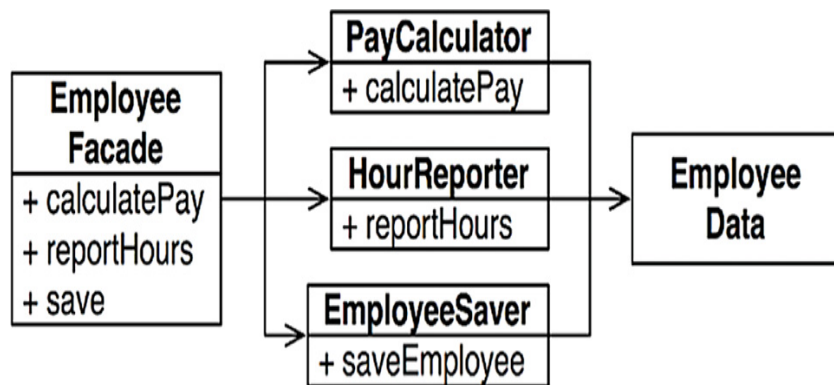 Employee
Facade
+ calculatePay
+ reportHours
+ save
PayCalculator
+ calculatePay
HourReporter
+ reportHours
EmployeeSaver
+ saveEmployee
Employee
Data